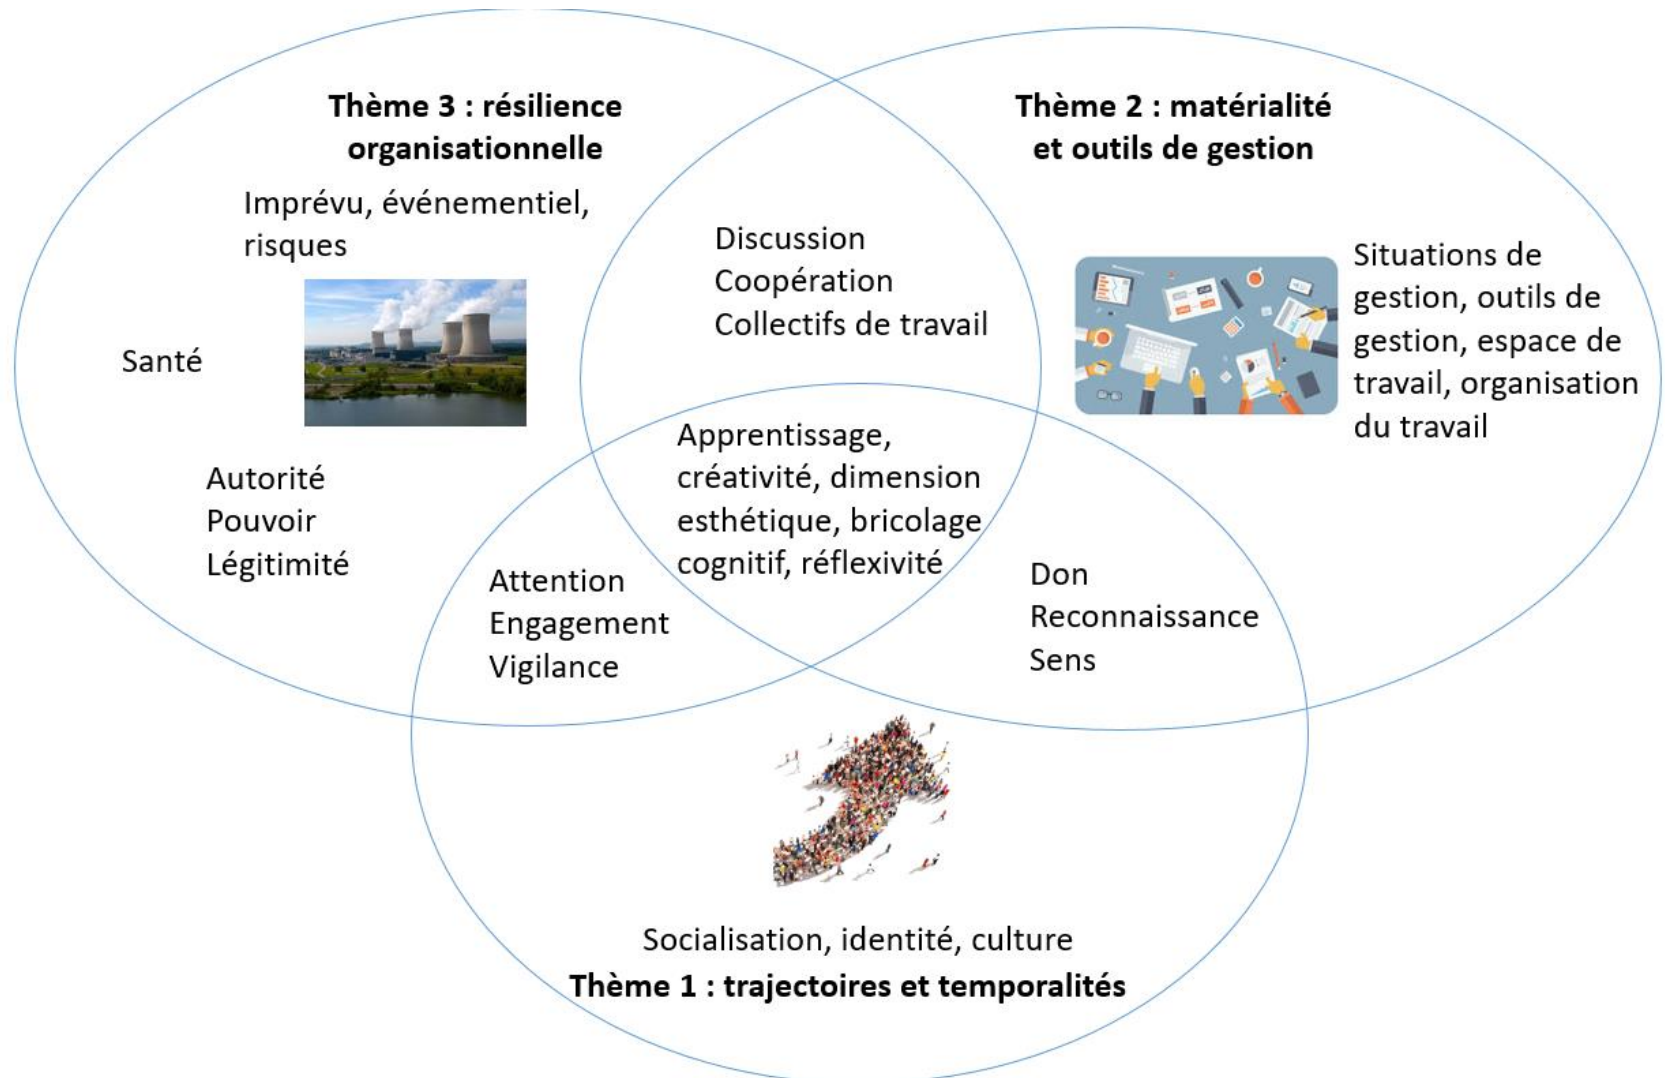 Thème 3 : résilience
organisationnelle
Imprévu, événementiel,
risques
Santé
Autorité
Pouvoir
Légitimité
Thème 2 : matérialité
et outils de gestion
Situations de
gestion, outils de
gestion, espace de
travail, organisation
du travail
Discussion
Coopération
Collectifs de travail
Apprentissage,
créativité, dimension
esthétique, bricolage
cognitif, réflexivité
Attention
Engagement
Vigilance
Don
Reconnaissance
Sens
Socialisation, identité, culture
Thème 1 : trajectoires et temporalités